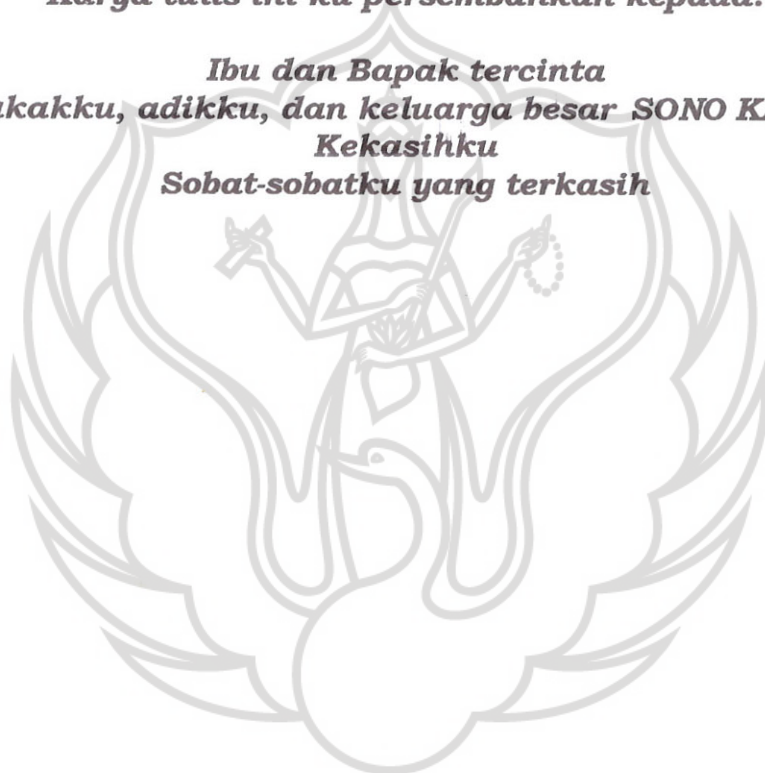 Karya tulis ini ku persembahkan kepada:
Ibu dan Bapak tercinta
adikku, dan keluarga besar SONO
Kekasihku
Sobat-sobatku yang terkasih